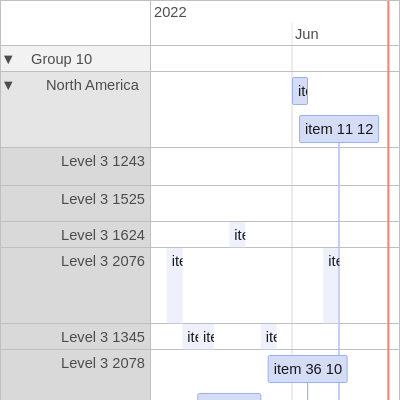 2022
Jun
▼ Group 10
▼ North America
ite
item 11 12
Level 3 1243
Level 3 1525
Level 3 1624 ite
Level 3 2076 ite ite
Level 3 1345 ite ite ite
Level 3 2078 item 36 10